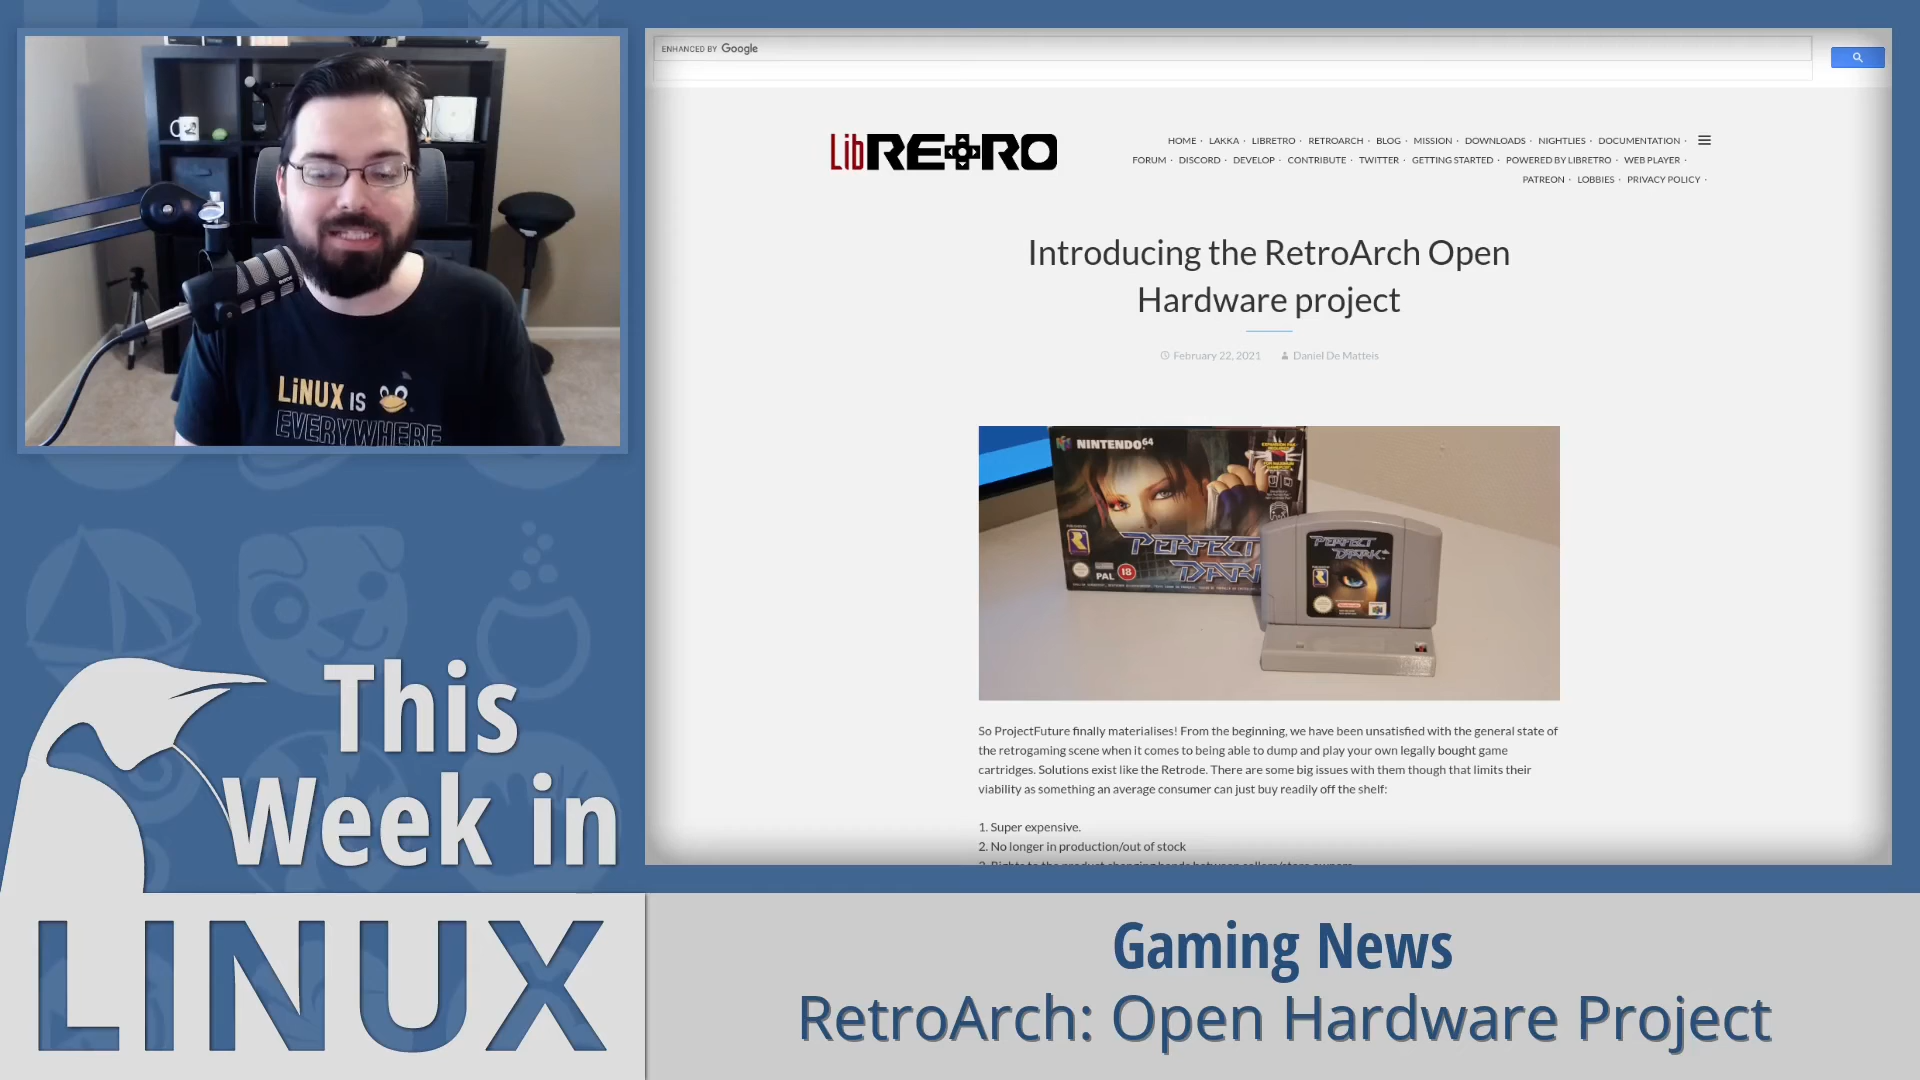 LiNUX IS
EVERYWHERE
This
Week in
LINUX
ENHANCED BY Google
LibRETRO
HOME · LAKKA · LIBRETRO · RETROARCH · BLOG · MISSION · DOWNLOADS · NIGHTLIES · DOCUMENTATION ·
FORUM · DISCORD · DEVELOP · CONTRIBUTE · TWITTER · GETTING STARTED · POWERED BY LIBRETRO · WEB PLAYER ·
PATREON · LOBBIES · PRIVACY POLICY ·
Introducing the RetroArch Open
Hardware project
February 22, 2021 Daniel De Matteis
NINTENDO 64
PERFECT
DARK
PAL 18
PERFECT
DARK
So ProjectFuture finally materialises! From the beginning, we have been unsatisfied with the general state of
the retrogaming scene when it comes to being able to dump and play your own legally bought game
cartridges. Solutions exist like the Retrode. There are some big issues with them though that limits their
viability as something an average consumer can just buy readily off the shelf:
1. Super expensive.
2. No longer in production/out of stock
Gaming News
RetroArch: Open Hardware Project